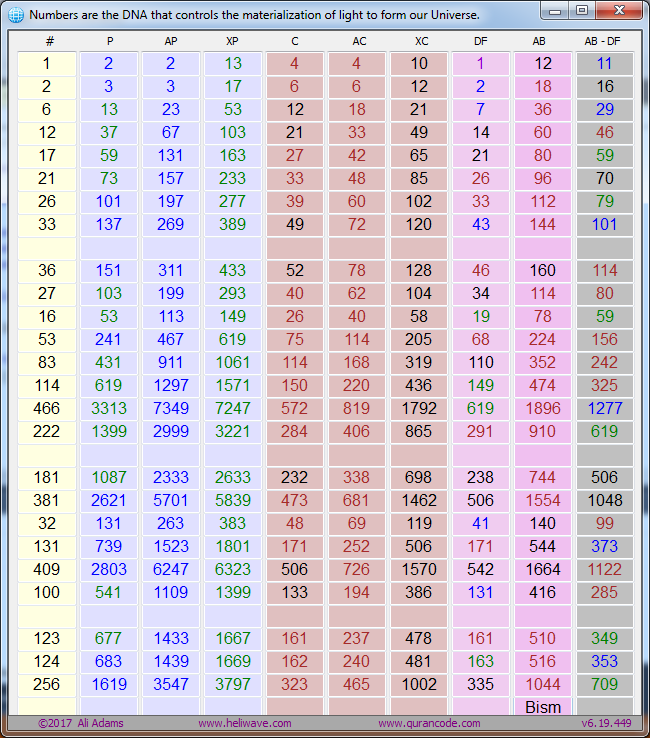 Numbers are the DNA that controls the materialization of light to form our Universe.
# P AP XP C AC XC DF AB AB - DF
1 2 2 13 4 4 10 1 12 11
2 3 3 17 6 6 12 2 18 16
6 13 23 53 12 18 21 7 36 29
12 37 67 103 21 33 49 14 60 46
17 59 131 163 27 42 65 21 80 59
21 73 157 233 33 48 85 26 96 70
26 101 197 277 39 60 102 33 112 79
33 137 269 389 49 72 120 43 144 101
36 151 311 433 52 78 128 46 160 114
27 103 199 293 40 62 104 34 114 80
16 53 113 149 26 40 58 19 78 59
53 241 467 619 75 114 205 68 224 156
83 431 911 1061 114 168 319 110 352 242
114 619 1297 1571 150 220 436 149 474 325
466 3313 7349 7247 572 819 1792 619 1896 1277
222 1399 2999 3221 284 406 865 291 910 619
181 1087 2333 2633 232 338 698 238 744 506
381 2621 5701 5839 473 681 1462 506 1554 1048
32 131 263 383 48 69 119 41 140 99
131 739 1523 1801 171 252 506 171 544 373
409 2803 6247 6323 506 726 1570 542 1664 1122
100 541 1109 1399 133 194 386 131 416 285
123 677 1433 1667 161 237 478 161 510 349
124 683 1439 1669 162 240 481 163 516 353
256 1619 3547 3797 323 465 1002 335 1044 709
Bism
©2017 Ali Adams www.heliwave.com www.qurancode.com v6.19.449